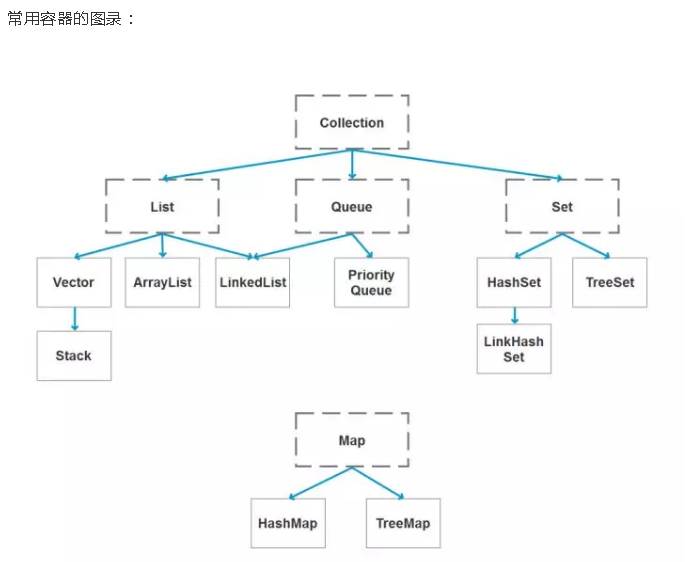 常用容器的图录：
Collection
List
Queue
Set
Vector
ArrayList
LinkedList
Priority
Queue
HashSet
TreeSet
Stack
LinkHash
Set
Map
HashMap
TreeMap